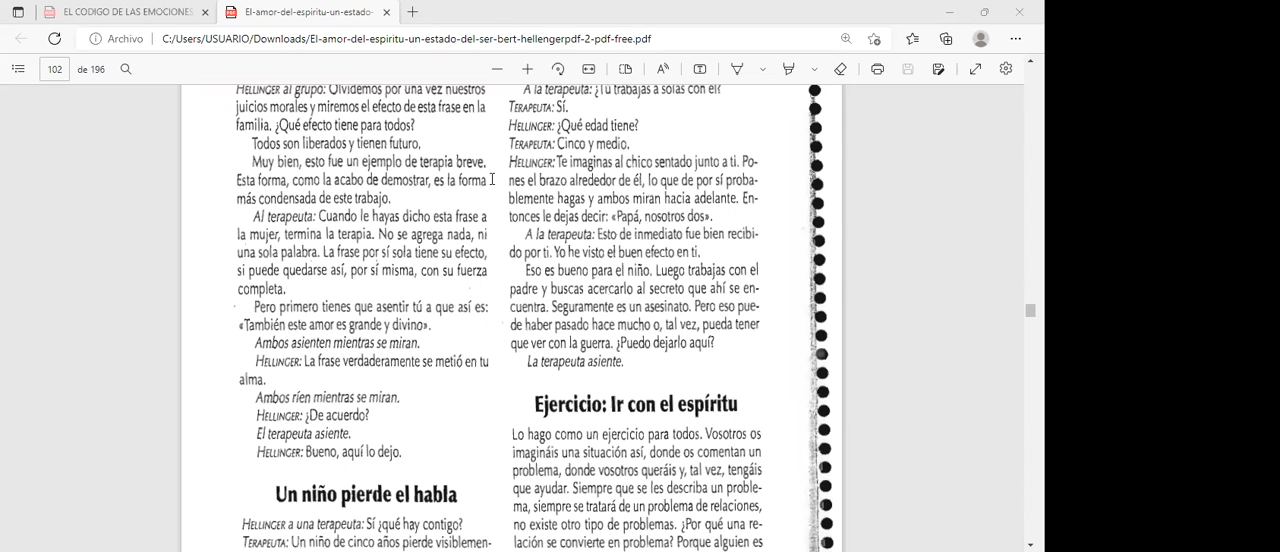 EL CODIGO DE LAS EMOCIONES
El-amor-del-espiritu-un-estado-
Archivo
C:/Users/USUARIO/Downloads/El-amor-del-espiritu-un-estado-del-ser-bert-hellengerpdf-2-pdf-free.pdf
102 de 196
HELLINGER al grupo: Olvidemos por una vez nuestros
juicios morales y miremos el efecto de esta frase en la
familia. ¿Qué efecto tiene para todos?
Todos son liberados y tienen futuro.
Muy bien, esto fue un ejemplo de terapia breve.
Esta forma, como la acabo de demostrar, es la forma
más condensada de este trabajo.
Al terapeuta: Cuando le hayas dicho esta frase a
la mujer, termina la terapia. No se agrega nada, ni
una sola palabra. La frase por sí sola tiene su efecto,
si puede quedarse así, por sí misma, con su fuerza
completa.
Pero primero tienes que asentir tú a que así es:
«También este amor es grande y divino».
Ambos asienten mientras se miran.
HELLINGER: La frase verdaderamente se metió en tu
alma.
Ambos ríen mientras se miran.
HELLINGER: ¿De acuerdo?
El terapeuta asiente.
HELLINGER: Bueno, aquí lo dejo.
Un niño pierde el habla
HELLINGER a una terapeuta: Sí ¿qué hay contigo?
TERAPEUTA: Un niño de cinco años pierde visiblemen-
A la terapeuta: ¿Tú trabajas a solas con él?
TERAPEUTA: Sí.
HELLINGER: ¿Qué edad tiene?
TERAPEUTA: Cinco y medio.
HELLINGER: Te imaginas al chico sentado junto a ti. Po-
nes el brazo alrededor de él, lo que de por sí proba-
blemente hagas y ambos miran hacia adelante. En-
tonces le dejas decir: «Papá, nosotros dos».
A la terapeuta: Esto de inmediato fue bien recibi-
do por ti. Yo he visto el buen efecto en ti.
Eso es bueno para el niño. Luego trabajas con el
padre y buscas acercarlo al secreto que ahí se en-
cuentra. Seguramente es un asesinato. Pero eso pue-
de haber pasado hace mucho o, tal vez, pueda tener
que ver con la guerra. ¿Puedo dejarlo aquí?
La terapeuta asiente.
Ejercicio: Ir con el espíritu
Lo hago como un ejercicio para todos. Vosotros os
imagináis una situación así, donde os comentan un
problema, donde vosotros queráis y, tal vez, tengáis
que ayudar. Siempre que se les describa un proble-
ma, siempre se tratará de un problema de relaciones,
no existe otro tipo de problemas. ¿Por qué una re-
lación se convierte en problema? Porque alguien es